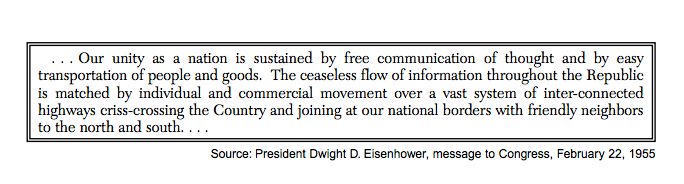 . . . Our unity as a nation is sustained by free communication of thought and by easy
transportation of people and goods. The ceaseless flow of information throughout the Republic
is matched by individual and commercial movement over a vast system of inter-connected
highways criss-crossing the Country and joining at our national borders with friendly neighbors
to the north and south. . . .
Source: President Dwight D. Eisenhower, message to Congress, February 22, 1955